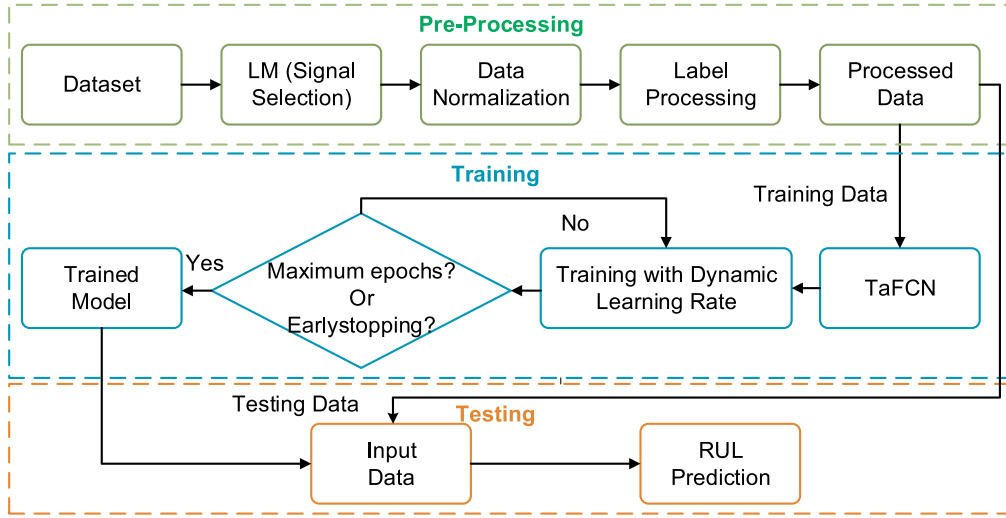 Pre-Processing
Dataset
LM (Signal
Selection)
Data
Normalization
Label
Processing
Processed
Data
Training
Training Data
No
Yes
Trained
Model
Maximum epochs?
Or
Earlystopping?
Training with Dynamic
Learning Rate
TaFCN
Testing Data
Testing
Input
Data
RUL
Prediction